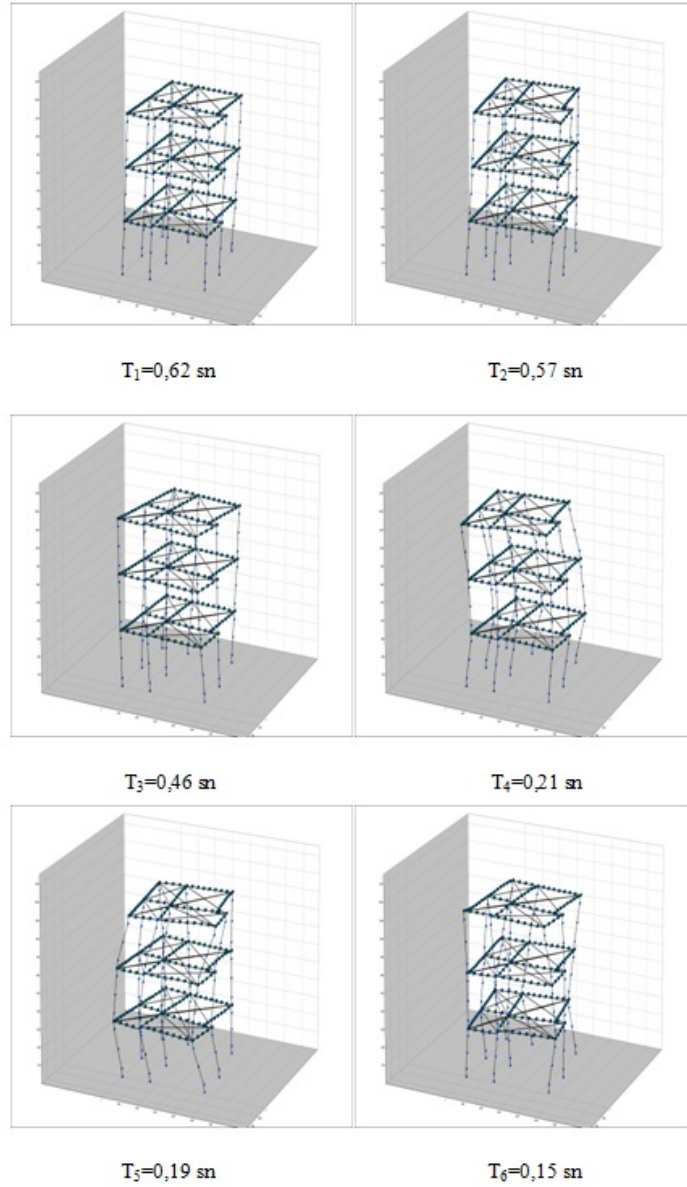 T₁=0,62 sn
T₂=0,57 sn
T₃=0,46 sn
T₄=0,21 sn
T₅=0,19 sn
T₆=0,15 sn